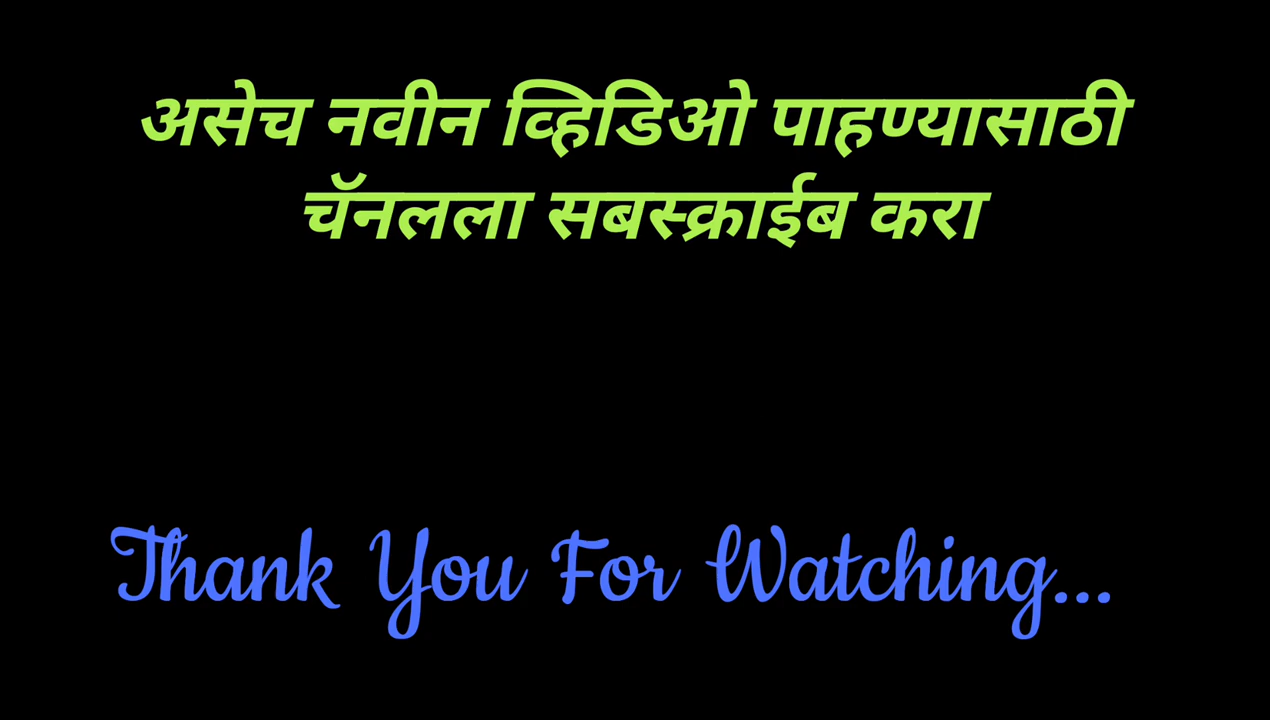 असेच नवीन व्हिडिओ पाहण्यासाठी
चॅनलला सबस्क्राईब करा
Thank You For Watching...